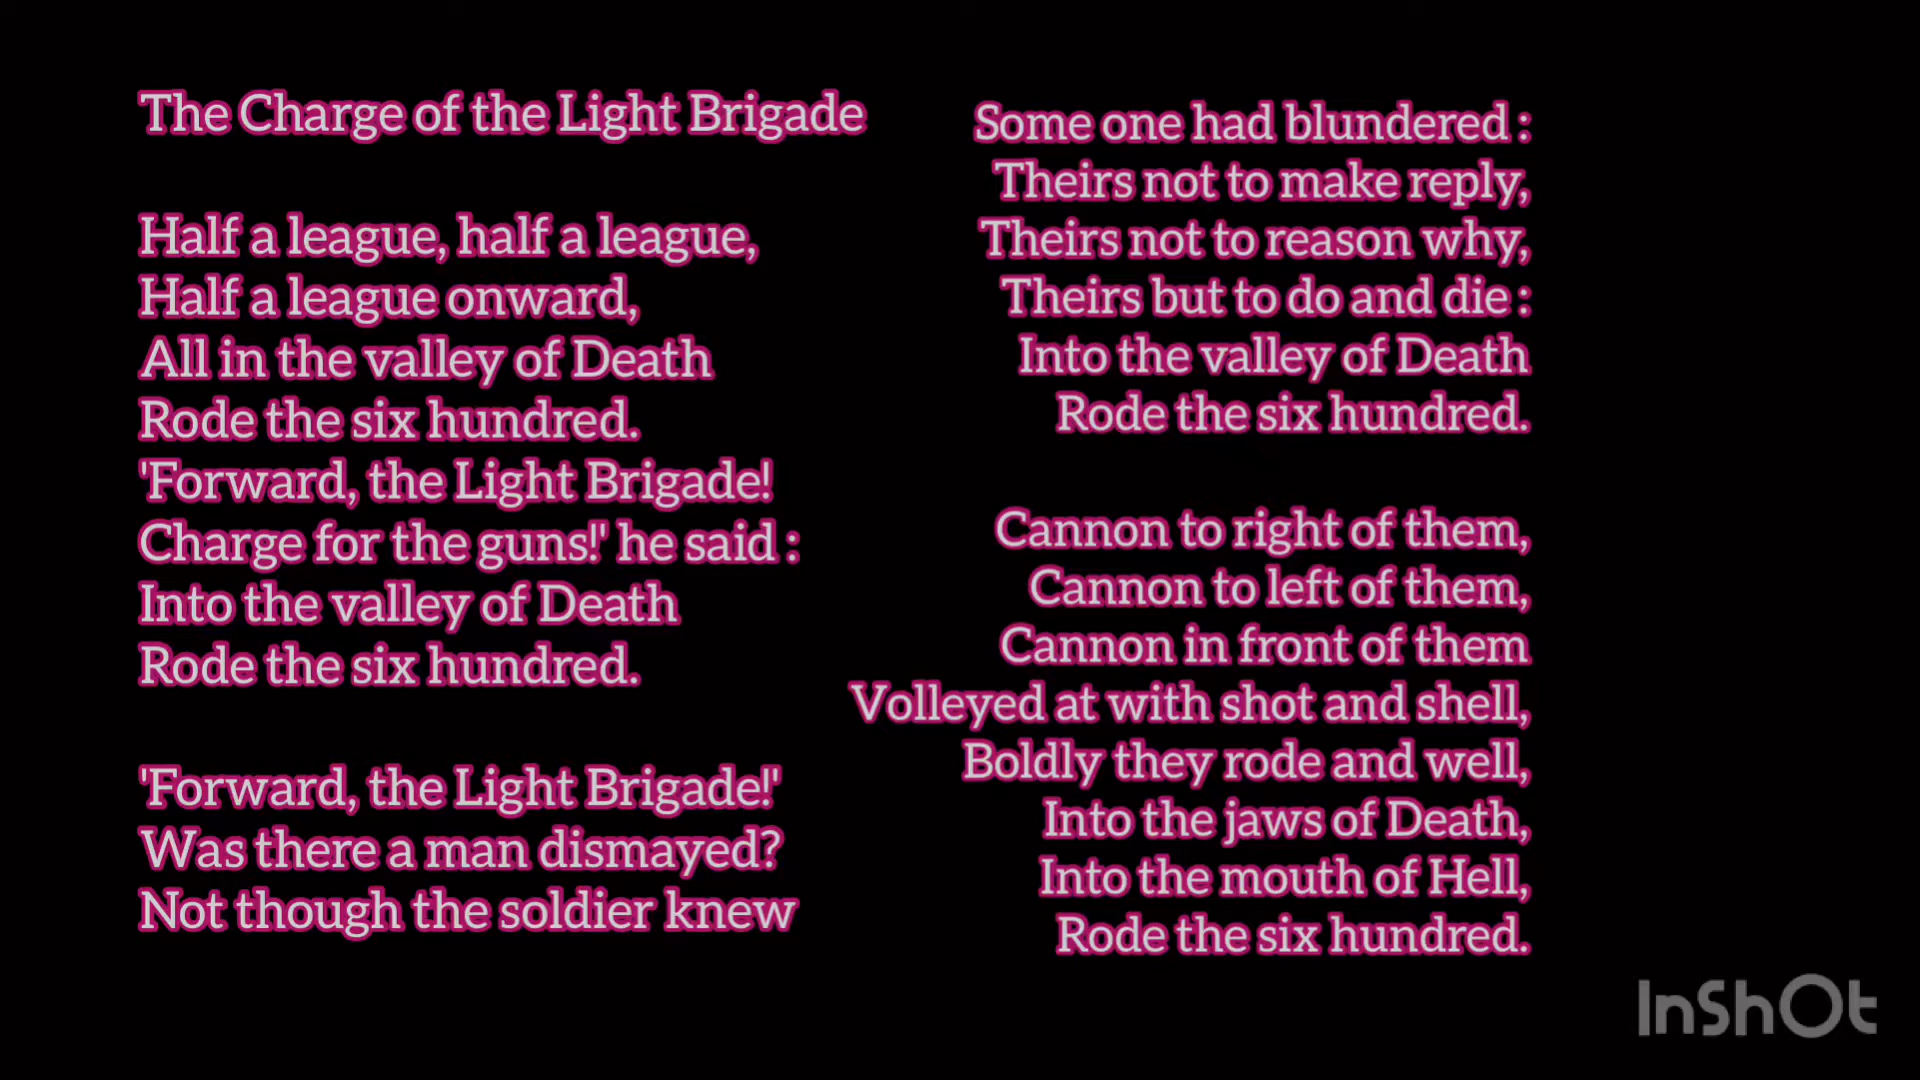 The Charge of the Light Brigade
Half a league, half a league,
Half a league onward,
All in the valley of Death
Rode the six hundred.
'Forward, the Light Brigade!
Charge for the guns!' he said :
Into the valley of Death
Rode the six hundred.
'Forward, the Light Brigade!'
Was there a man dismayed?
Not though the soldier knew
Some one had blundered :
Theirs not to make reply,
Theirs not to reason why,
Theirs but to do and die :
Into the valley of Death
Rode the six hundred.
Cannon to right of them,
Cannon to left of them,
Cannon in front of them
Volleyed at with shot and shell,
Boldly they rode and well,
Into the jaws of Death,
Into the mouth of Hell,
Rode the six hundred.
InShOt